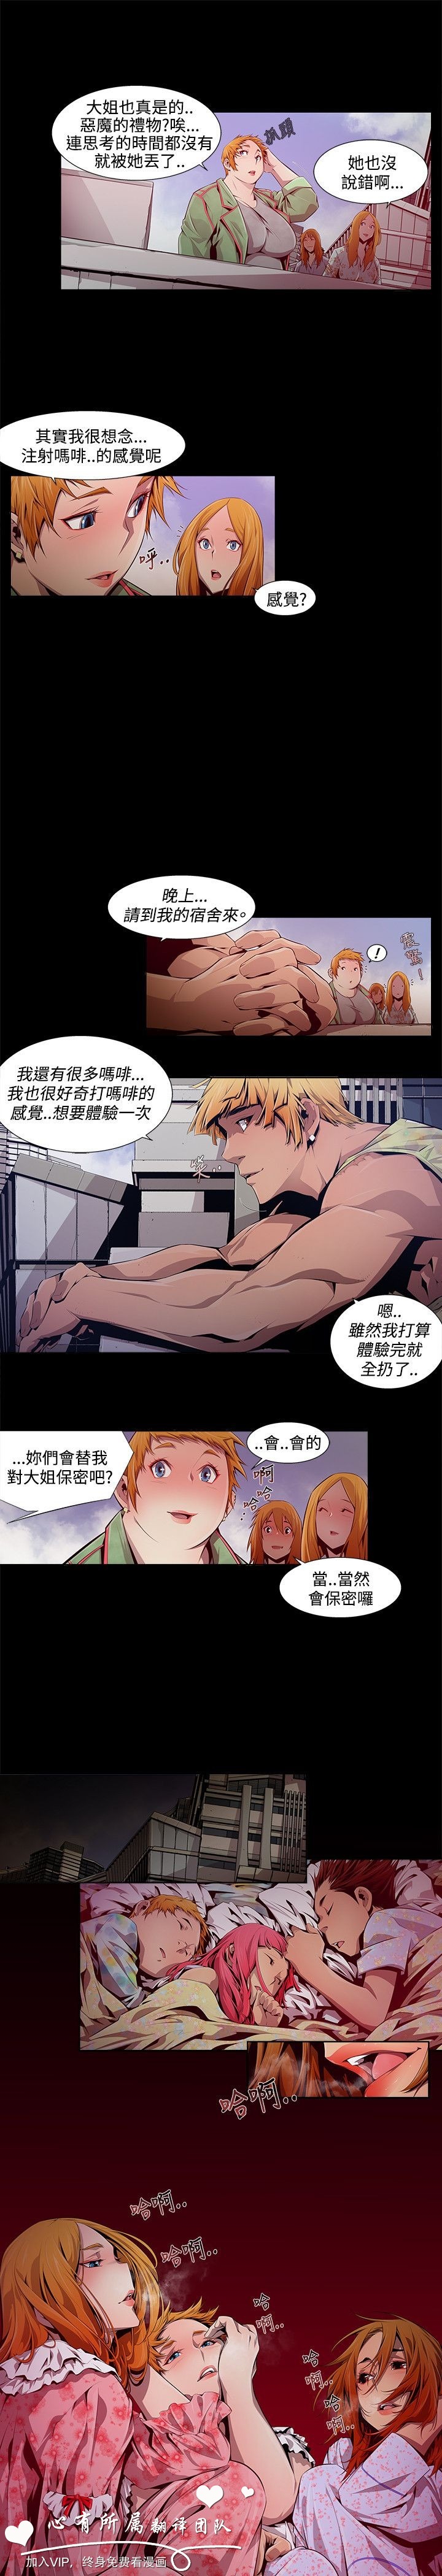 大姐也真是的..
惡魔的禮物?唉...
連思考的時間都沒有
就被她丟了..
扒頭
她也沒
說錯啊...
其實我很想念...
注射嗎啡..的感覺呢
呼..
感覺?
晚上...
請到我的宿舍來。
!
震驚!
我還有很多嗎啡...
我也很好奇打嗎啡的
感覺..想要體驗一次
唉..
嗯..
雖然我打算
體驗完就
全扔了..
...妳們會替我
對大姐保密吧?
..會..會的
啊哈哈..
當..當然
會保密囉
哈啊..
哈啊..
哈啊..
哈
啊..
哈
啊..
哈
啊..
心有所属翻译团队
加入VIP，终身免费看漫画